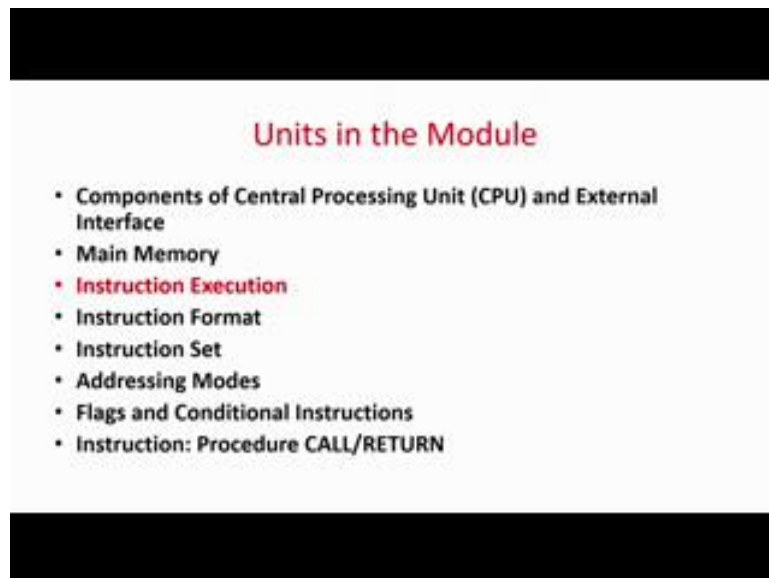 Units in the Module
• Components of Central Processing Unit (CPU) and External
Interface
• Main Memory
• Instruction Execution
• Instruction Format
• Instruction Set
• Addressing Modes
• Flags and Conditional Instructions
• Instruction: Procedure CALL/RETURN